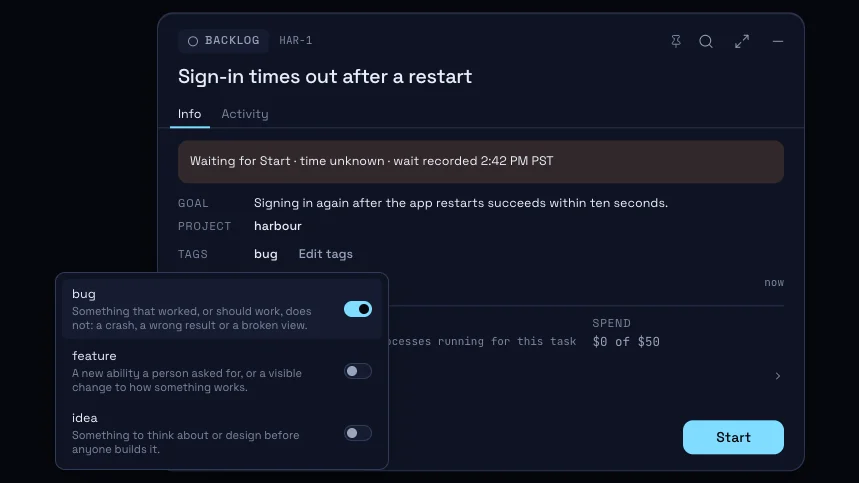 BACKLOG HAR-1
Sign-in times out after a restart
Info Activity
Waiting for Start · time unknown · wait recorded 2:42 PM PST
GOAL Signing in again after the app restarts succeeds within ten seconds.
PROJECT harbour
TAGS bug Edit tags
now
bug
Something that worked, or should work, does
not: a crash, a wrong result or a broken view.
feature
A new ability a person asked for, or a visible
change to how something works.
idea
Something to think about or design before
anyone builds it.
running for this task
SPEND
$0 of $50
Start